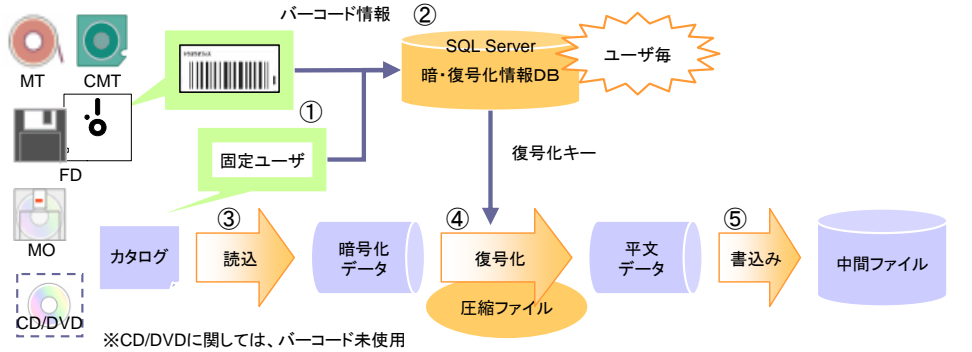 バーコード情報
②
SQL Server
暗・復号化情報DB
ユーザ毎
MT
CMT
①
固定ユーザ
復号化キー
FD
MO
CD/DVD
カタログ
③
読込
暗号化
データ
④
復号化
圧縮ファイル
平文
データ
⑤
書込み
中間ファイル
※CD/DVDに関しては、バーコード未使用